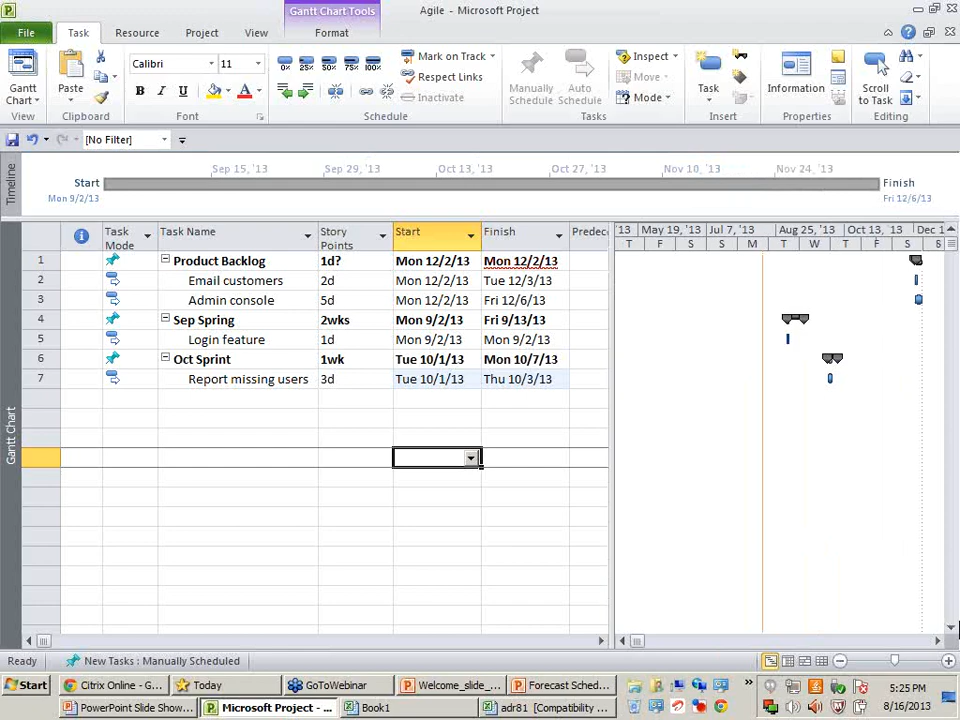 Gantt Chart Tools
Agile - Microsoft Project
File Task Resource Project View Format
Gantt Chart
View
Paste
Clipboard
Calibri 11
B I U A
Font
0% 25% 50% 75% 100%
Mark on Track
Respect Links
Inactivate
Schedule
Manually Schedule
Auto Schedule
Inspect
Move
Mode
Tasks
Task
Insert
Information
Properties
Scroll to Task
Editing
[No Filter]
Timeline
Sep 15, '13 Sep 29, '13 Oct 13, '13 Oct 27, '13 Nov 10, '13 Nov 24, '13
Start
Mon 9/2/13
Finish
Fri 12/6/13
Task Mode Task Name Story Points Start Finish Predec
'13 May 19, '13 Jul 7, '13 Aug 25, '13 Oct 13, '13 Dec 1
T F S S M T W T F S S
1 Product Backlog 1d? Mon 12/2/13 Mon 12/2/13
2 Email customers 2d Mon 12/2/13 Tue 12/3/13
3 Admin console 5d Mon 12/2/13 Fri 12/6/13
4 Sep Spring 2wks Mon 9/2/13 Fri 9/13/13
5 Login feature 1d Mon 9/2/13 Mon 9/2/13
6 Oct Sprint 1wk Tue 10/1/13 Mon 10/7/13
7 Report missing users 3d Tue 10/1/13 Thu 10/3/13
Gantt Chart
Ready New Tasks : Manually Scheduled
Start Citrix Online - G... Today GoToWebinar Welcome_slide_... Forecast Sched...
PowerPoint Slide Show... Microsoft Project - ... Book1 adr81 [Compatibility ...
5:25 PM
8/16/2013